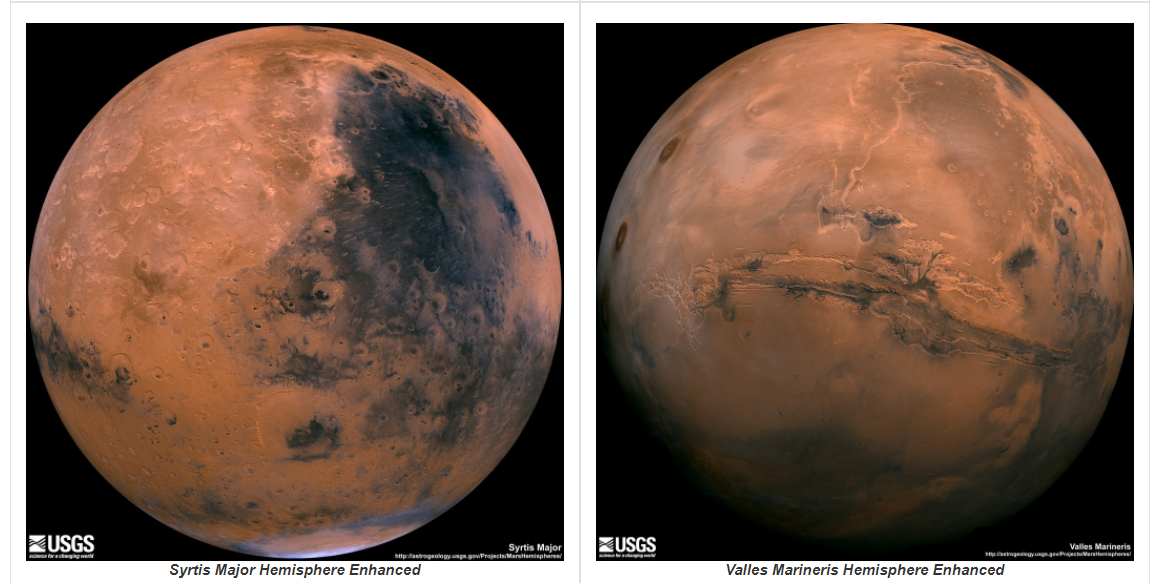 USGS
science for a changing world
Syrtis Major
http://astrogeology.usgs.gov/Projects/MarsHemispheres/
Syrtis Major Hemisphere Enhanced
USGS
science for a changing world
Valles Marineris
http://astrogeology.usgs.gov/Projects/MarsHemispheres/
Valles Marineris Hemisphere Enhanced